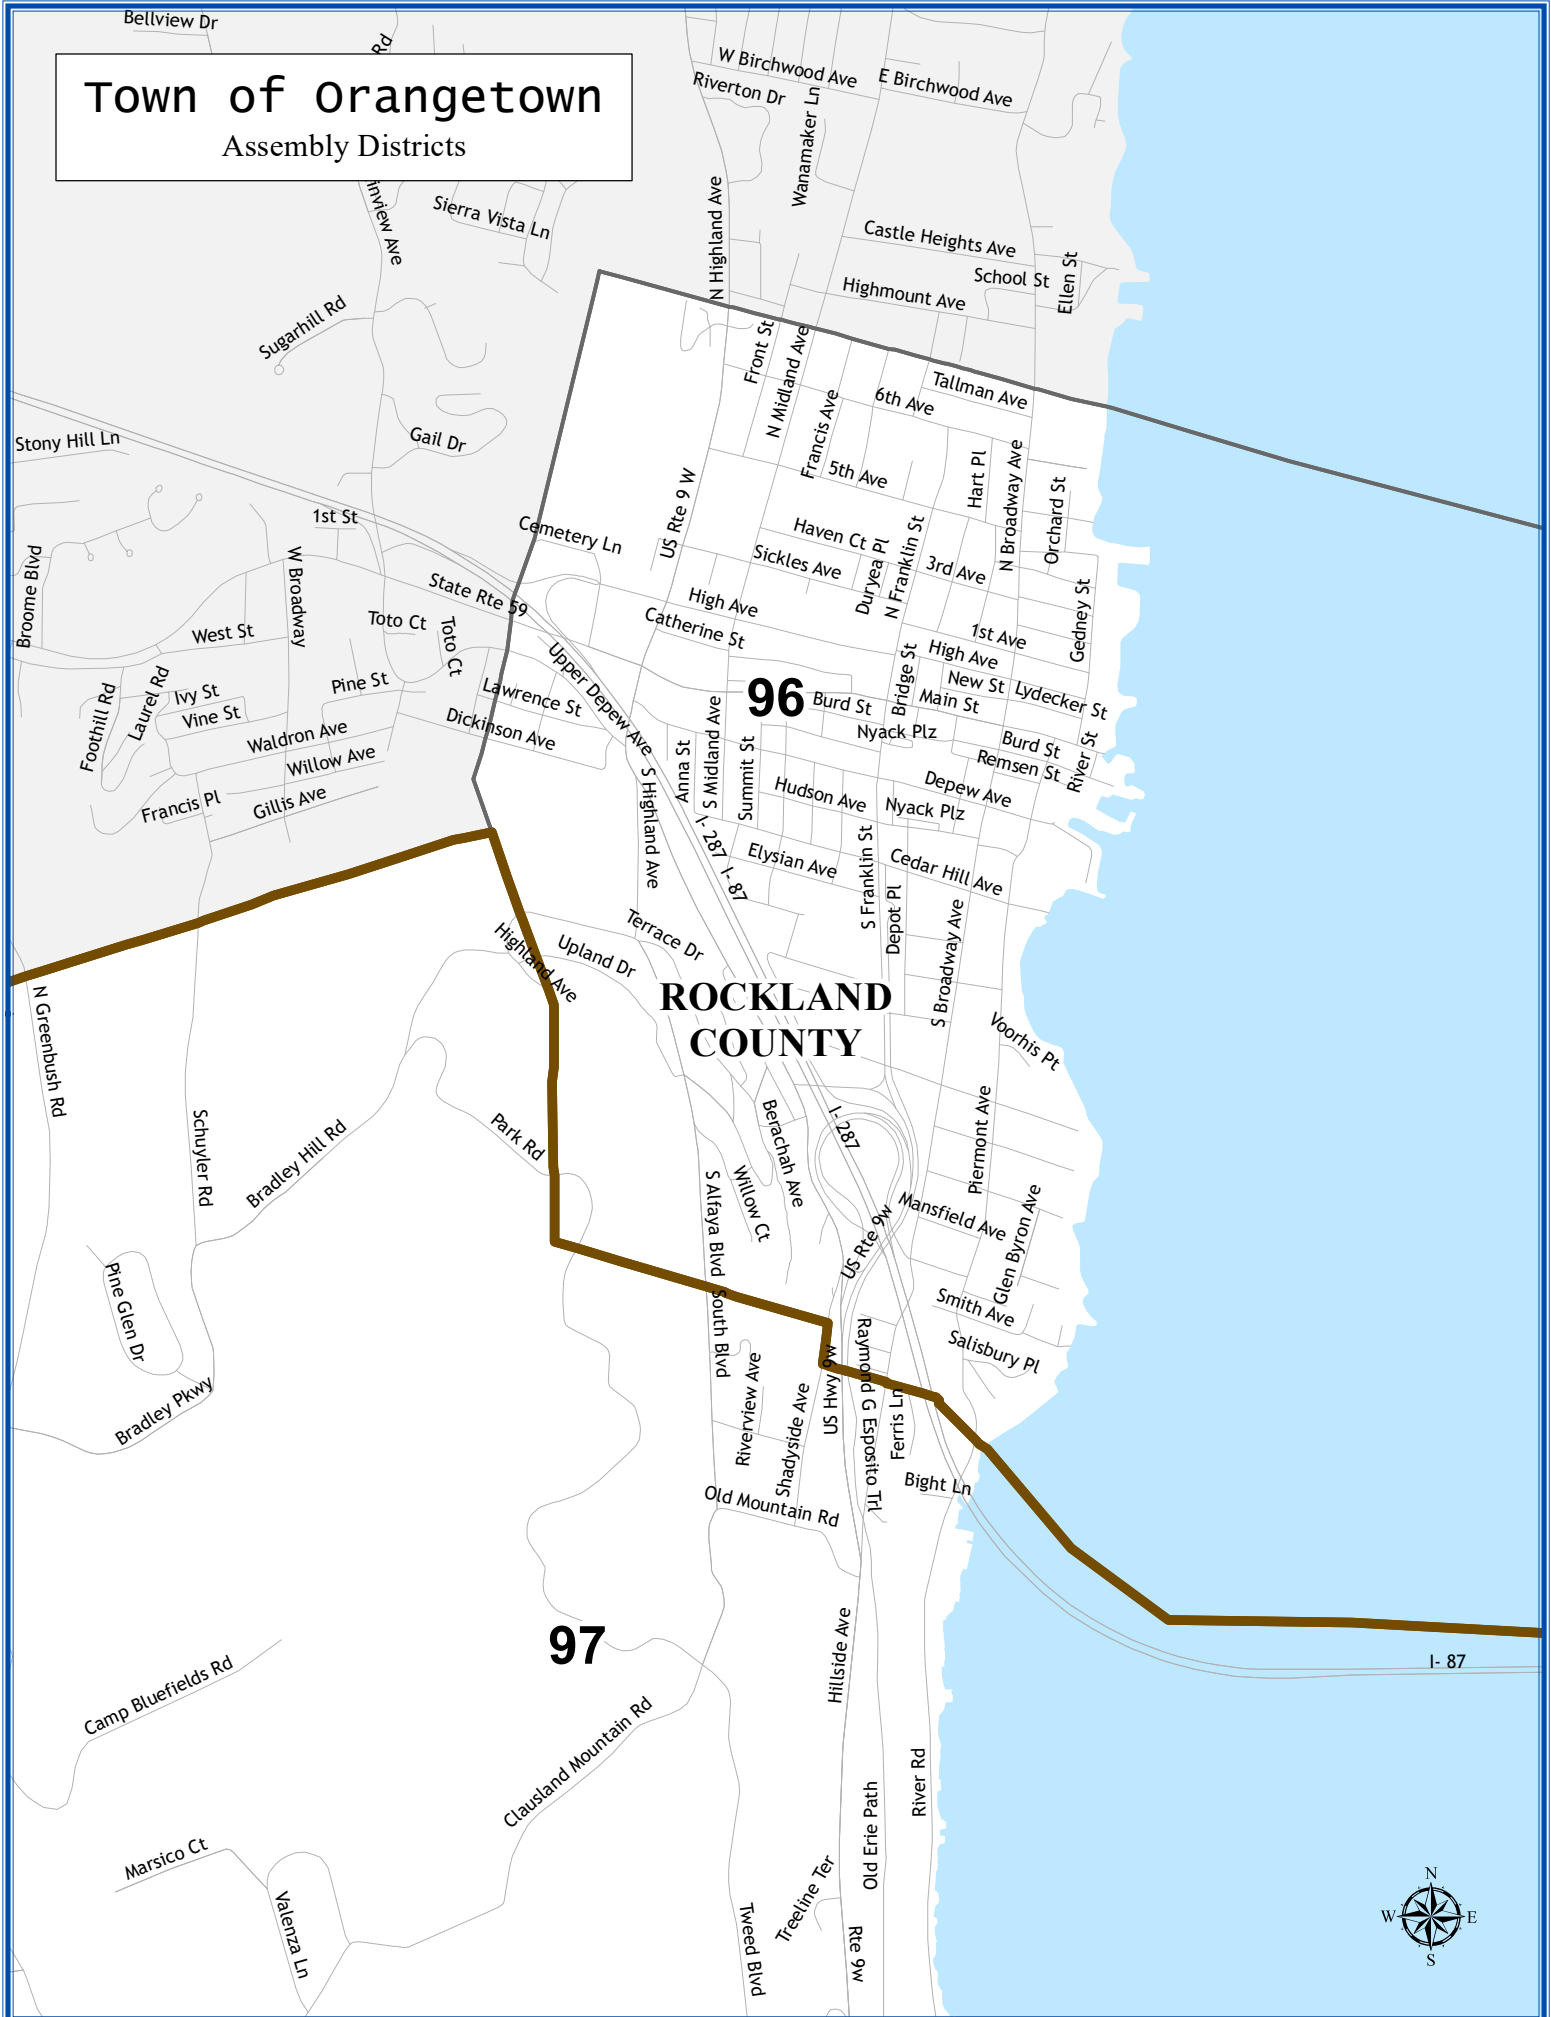 Bellview Dr
Rd
Town of Orangetown
Assembly Districts
W Birchwood Ave
E Birchwood Ave
Riverton Dr
Wanamaker Ln
inview Ave
Sierra Vista Ln
N Highland Ave
Castle Heights Ave
School St
Ellen St
Highmount Ave
Sugarhill Rd
Front St
N Midland Ave
Tallman Ave
6th Ave
Francis Ave
Stony Hill Ln
Gail Dr
5th Ave
Hart Pl
N Broadway Ave
Orchard St
US Rte 9 W
1st St
Cemetery Ln
Haven Ct
Sickles Ave
Duryea Pl
N Franklin St
3rd Ave
Broome Blvd
W Broadway
State Rte 59
High Ave
Gedney St
Toto Ct
Toto Ct
West St
Catherine St
1st Ave
High Ave
Upper Depew Ave
Bridge St
New St
Lydecker St
Foothill Rd
Laurel Rd
Ivy St
Vine St
Pine St
Lawrence St
96
Burd St
Main St
Dickinson Ave
Waldron Ave
Willow Ave
Nyack Plz
Burd St
Remsen St
River St
Anna St
S Midland Ave
Summit St
S Highland Ave
Hudson Ave
Depew Ave
Nyack Plz
Francis Pl
Gillis Ave
I- 287
I- 87
Elysian Ave
S Franklin St
Cedar Hill Ave
Depot Pl
S Broadway Ave
Highland Ave
Upland Dr
Terrace Dr
ROCKLAND
COUNTY
N Greenbush Rd
Voorhis Pt
Schuyler Rd
Bradley Hill Rd
Park Rd
Berachah Ave
I- 287
Piermont Ave
S Alfaya Blvd
Willow Ct
US Rte 9w
Mansfield Ave
Glen Byron Ave
Pine Glen Dr
South Blvd
Smith Ave
Raymond G Esposito Trl
Salisbury Pl
Bradley Pkwy
Riverview Ave
Shadyside Ave
US Hwy 9w
Ferris Ln
Bight Ln
Old Mountain Rd
97
Hillside Ave
I- 87
Camp Bluefields Rd
Clausland Mountain Rd
Old Erie Path
River Rd
Marsico Ct
Valenza Ln
Tweed Blvd
Treeline Ter
Rte 9w
N
W
E
S